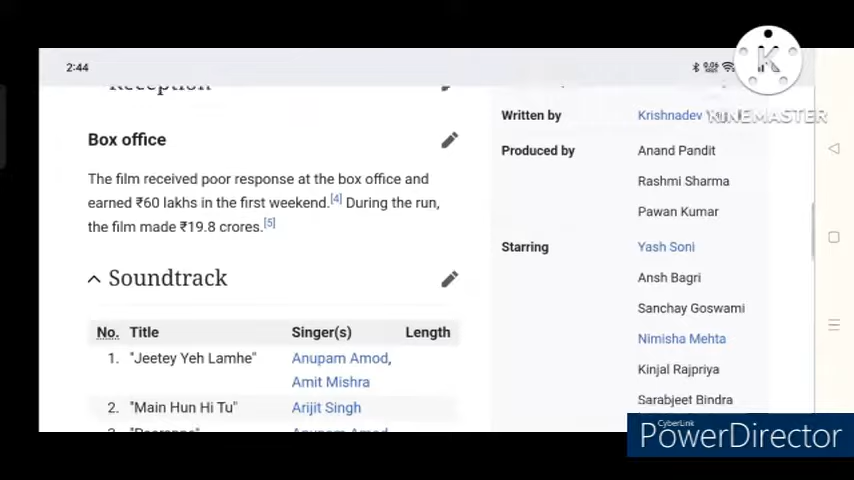 2:44
KINEMASTER
Reception
Box office
The film received poor response at the box office and
earned ₹60 lakhs in the first weekend.[4] During the run,
the film made ₹19.8 crores.[5]
Soundtrack
No. Title Singer(s) Length
1. "Jeetey Yeh Lamhe" Anupam Amod,
Amit Mishra
2. "Main Hun Hi Tu" Arijit Singh
Anupam Amod
Written by Krishnadev
Produced by Anand Pandit
Rashmi Sharma
Pawan Kumar
Starring Yash Soni
Ansh Bagri
Sanchay Goswami
Nimisha Mehta
Kinjal Rajpriya
Sarabjeet Bindra
CyberLink
PowerDirector